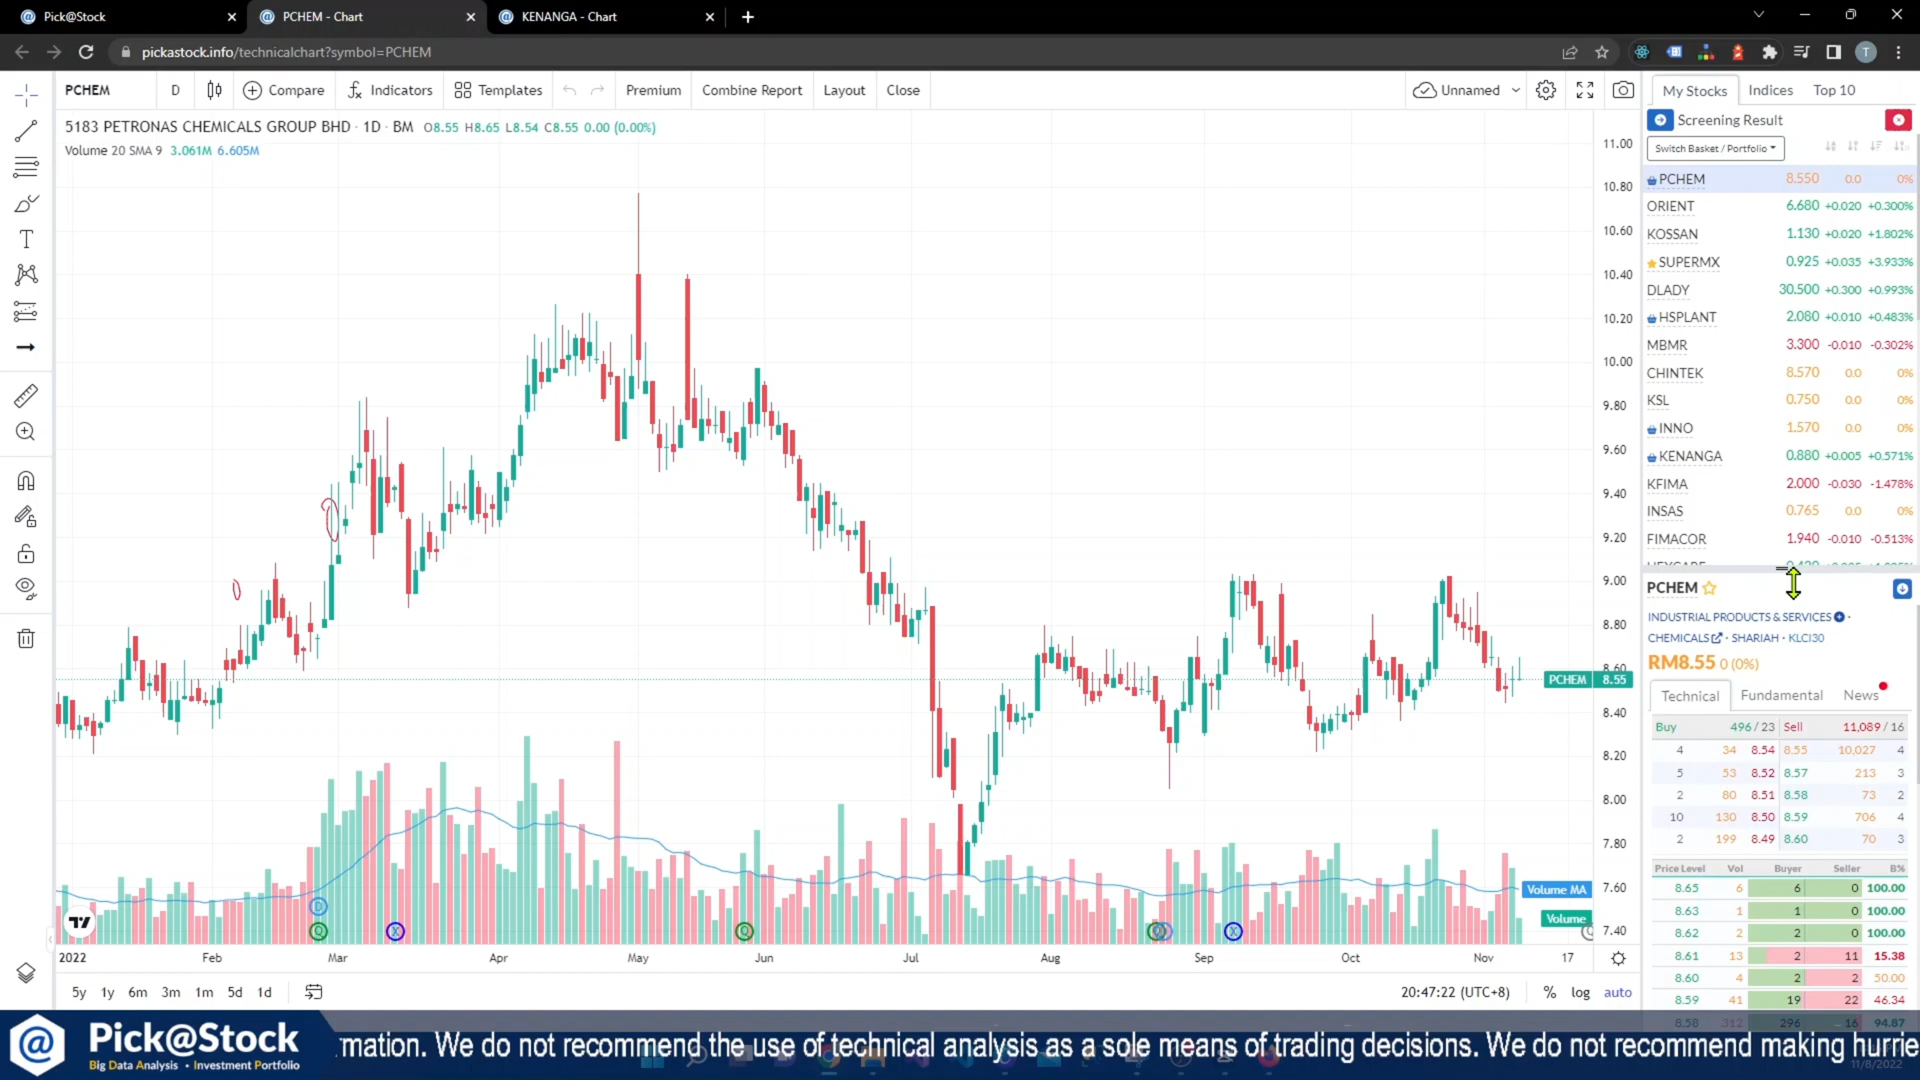 Pick@Stock
PCHEM - Chart
KENANGA - Chart
pickastock.info/technicalchart?symbol=PCHEM
PCHEM D Compare Indicators Templates Premium Combine Report Layout Close Unnamed
5183 PETRONAS CHEMICALS GROUP BHD · 1D · BM O8.55 H8.65 L8.54 C8.55 0.00 (0.00%)
Volume 20 SMA 9 3.061M 6.605M
11.00
10.80
10.60
10.40
10.20
10.00
9.80
9.60
9.40
9.20
9.00
8.80
8.60
PCHEM 8.55
8.40
8.20
8.00
7.80
7.60
7.40
Volume MA
Volume
D
Q X Q Q X
2022 Feb Mar Apr May Jun Jul Aug Sep Oct Nov 17
5y 1y 6m 3m 1m 5d 1d
20:47:22 (UTC+8) % log auto
My Stocks Indices Top 10
Screening Result
Switch Basket / Portfolio
PCHEM 8.550 0.0 0%
ORIENT 6.680 +0.020 +0.300%
KOSSAN 1.130 +0.020 +1.802%
SUPERMX 0.925 +0.035 +3.933%
DLADY 30.500 +0.300 +0.993%
HSPLANT 2.080 +0.010 +0.483%
MBMR 3.300 -0.010 -0.302%
CHINTEK 8.570 0.0 0%
KSL 0.750 0.0 0%
INNO 1.570 0.0 0%
KENANGA 0.880 +0.005 +0.571%
KFIMA 2.000 -0.030 -1.478%
INSAS 0.765 0.0 0%
FIMACOR 1.940 -0.010 -0.513%
PCHEM
INDUSTRIAL PRODUCTS & SERVICES ·
CHEMICALS · SHARIAH · KLCI30
RM8.55 0 (0%)
Technical Fundamental News
Buy 496 / 23 Sell 11,089 / 16
4 34 8.54 8.55 10,027 4
5 53 8.52 8.57 213 3
2 80 8.51 8.58 73 2
10 130 8.50 8.59 706 4
2 199 8.49 8.60 70 3
Price Level Vol Buyer Seller B%
8.65 6 6 0 100.00
8.63 1 1 0 100.00
8.62 2 2 0 100.00
8.61 13 2 11 15.38
8.60 4 2 2 50.00
8.59 41 19 22 46.34
8.58 312 296 16 94.87
@ Pick@Stock
Big Data Analysis • Investment Portfolio
rmation. We do not recommend the use of technical analysis as a sole means of trading decisions. We do not recommend making hurrie
11/8/2022
T